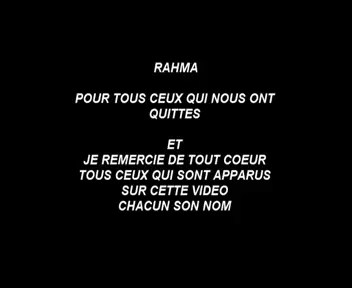 RAHMA
POUR TOUS CEUX QUI NOUS ONT
QUITTES
ET
JE REMERCIE DE TOUT COEUR
TOUS CEUX QUI SONT APPARUS
SUR CETTE VIDEO
CHACUN SON NOM